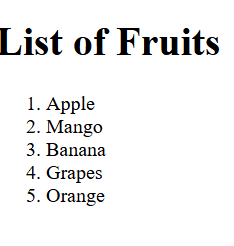 List of Fruits
1. Apple
2. Mango
3. Banana
4. Grapes
5. Orange